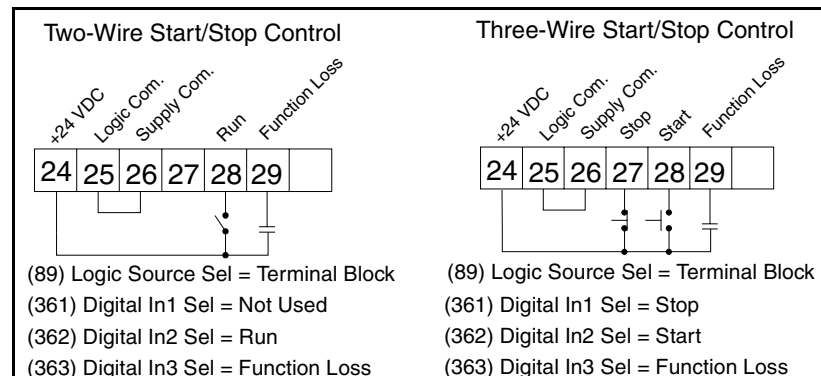 Two-Wire Start/Stop Control
+24 VDC
Logic Com.
Supply Com.
Run
Function Loss
24 25 26 27 28 29
(89) Logic Source Sel = Terminal Block
(361) Digital In1 Sel = Not Used
(362) Digital In2 Sel = Run
(363) Digital In3 Sel = Function Loss
Three-Wire Start/Stop Control
+24 VDC
Logic Com.
Supply Com.
Stop
Start
Function Loss
24 25 26 27 28 29
(89) Logic Source Sel = Terminal Block
(361) Digital In1 Sel = Stop
(362) Digital In2 Sel = Start
(363) Digital In3 Sel = Function Loss